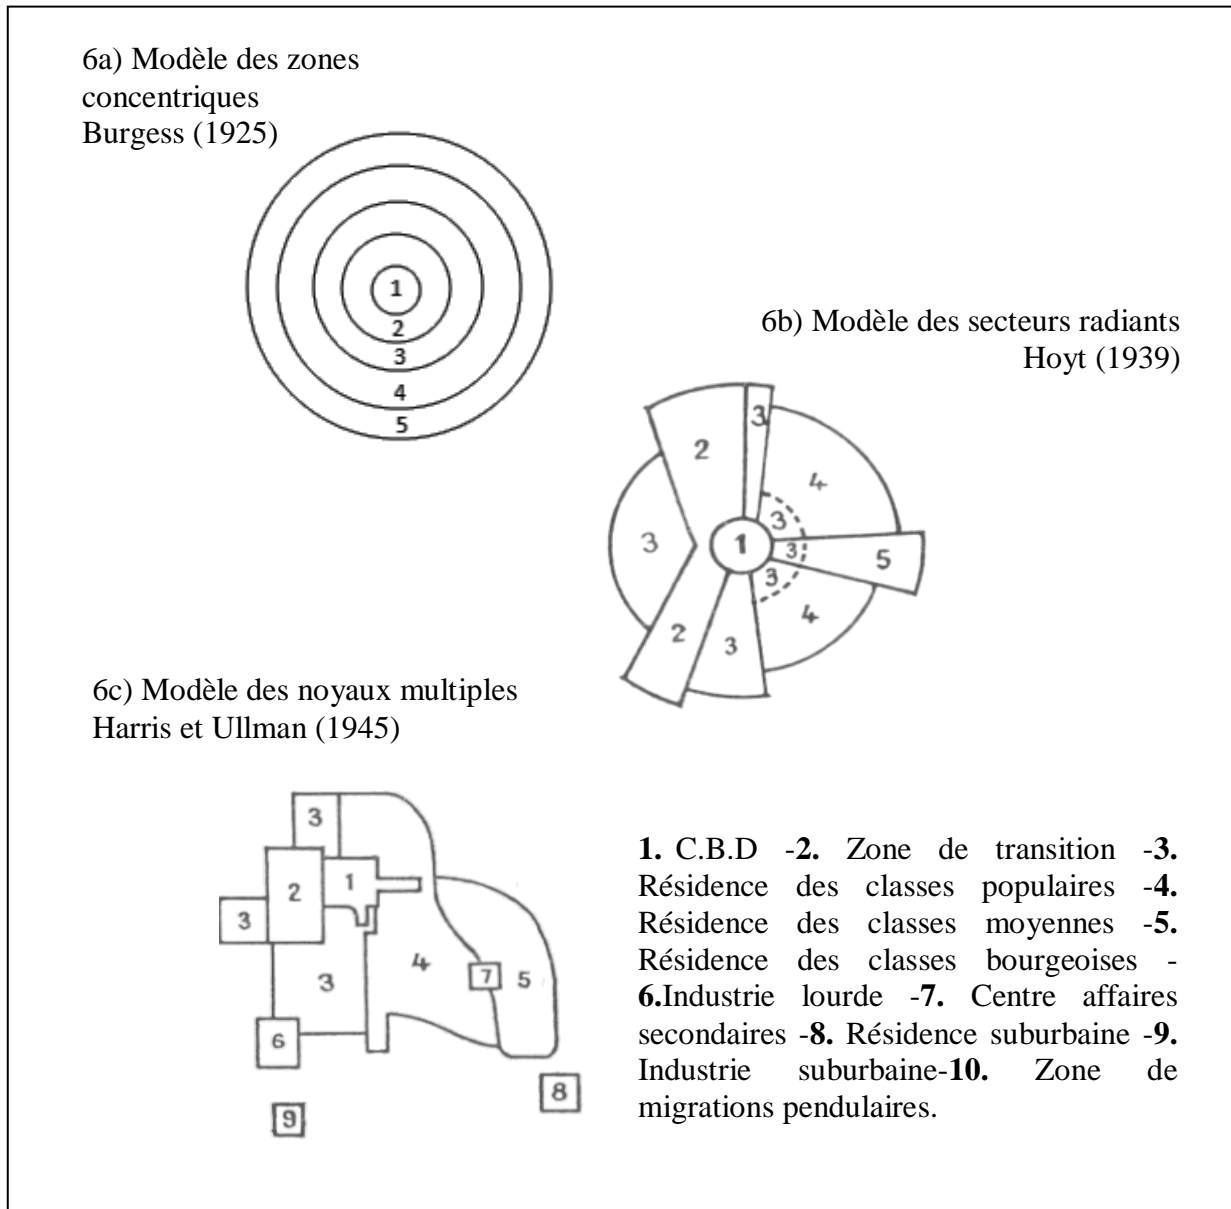 6a) Modèle des zones
concentriques
Burgess (1925)
1
2
3
4
5
6b) Modèle des secteurs radiants
Hoyt (1939)
3
2
4
3
3
1
3
5
3
4
2
3
6c) Modèle des noyaux multiples
Harris et Ullman (1945)
3
1
2
3
4
3
7
5
6
8
9
1. C.B.D -2. Zone de transition -3.
Résidence des classes populaires -4.
Résidence des classes moyennes -5.
Résidence des classes bourgeoises -
6.Industrie lourde -7. Centre affaires
secondaires -8. Résidence suburbaine -9.
Industrie suburbaine-10. Zone de
migrations pendulaires.